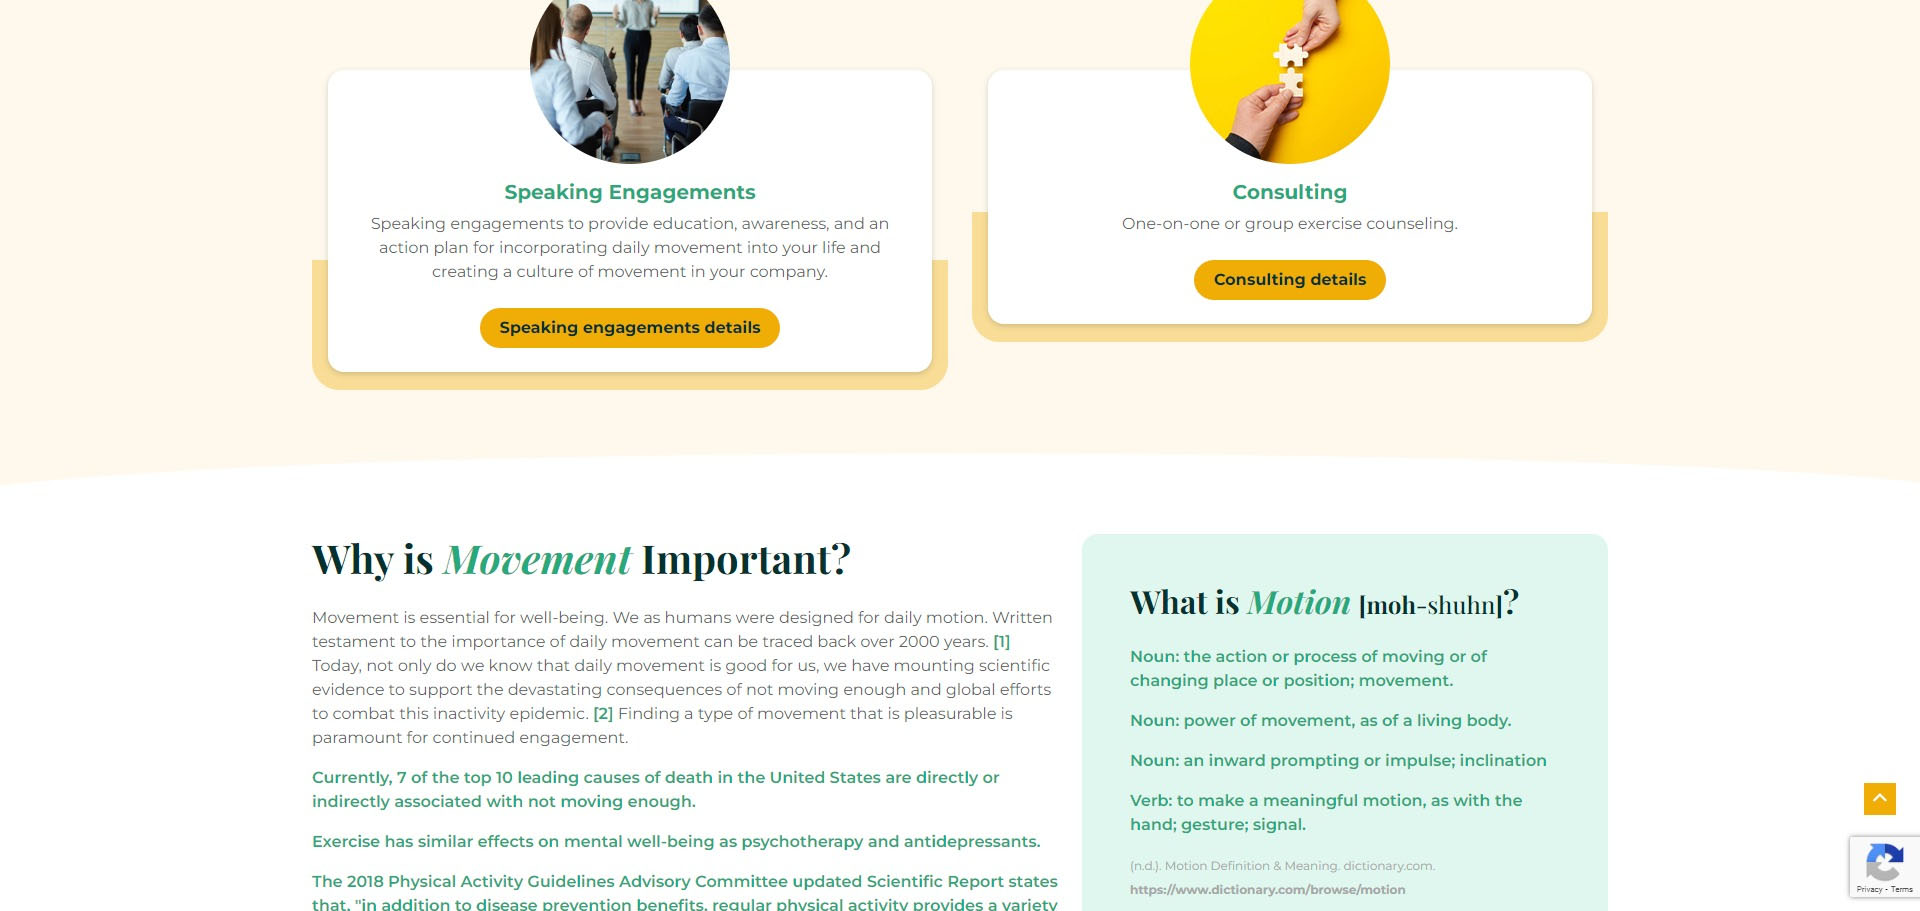 Speaking Engagements
Speaking engagements to provide education, awareness, and an
action plan for incorporating daily movement into your life and
creating a culture of movement in your company.
Speaking engagements details
Consulting
One-on-one or group exercise counseling.
Consulting details
Why is Movement Important?
Movement is essential for well-being. We as humans were designed for daily motion. Written
testament to the importance of daily movement can be traced back over 2000 years. [1]
Today, not only do we know that daily movement is good for us, we have mounting scientific
evidence to support the devastating consequences of not moving enough and global efforts
to combat this inactivity epidemic. [2] Finding a type of movement that is pleasurable is
paramount for continued engagement.
Currently, 7 of the top 10 leading causes of death in the United States are directly or
indirectly associated with not moving enough.
Exercise has similar effects on mental well-being as psychotherapy and antidepressants.
The 2018 Physical Activity Guidelines Advisory Committee updated Scientific Report states
that, "in addition to disease prevention benefits, regular physical activity provides a variety
What is Motion [moh-shuhn]?
Noun: the action or process of moving or of
changing place or position; movement.
Noun: power of movement, as of a living body.
Noun: an inward prompting or impulse; inclination
Verb: to make a meaningful motion, as with the
hand; gesture; signal.
(n.d.). Motion Definition & Meaning. dictionary.com.
https://www.dictionary.com/browse/motion
Privacy - Terms